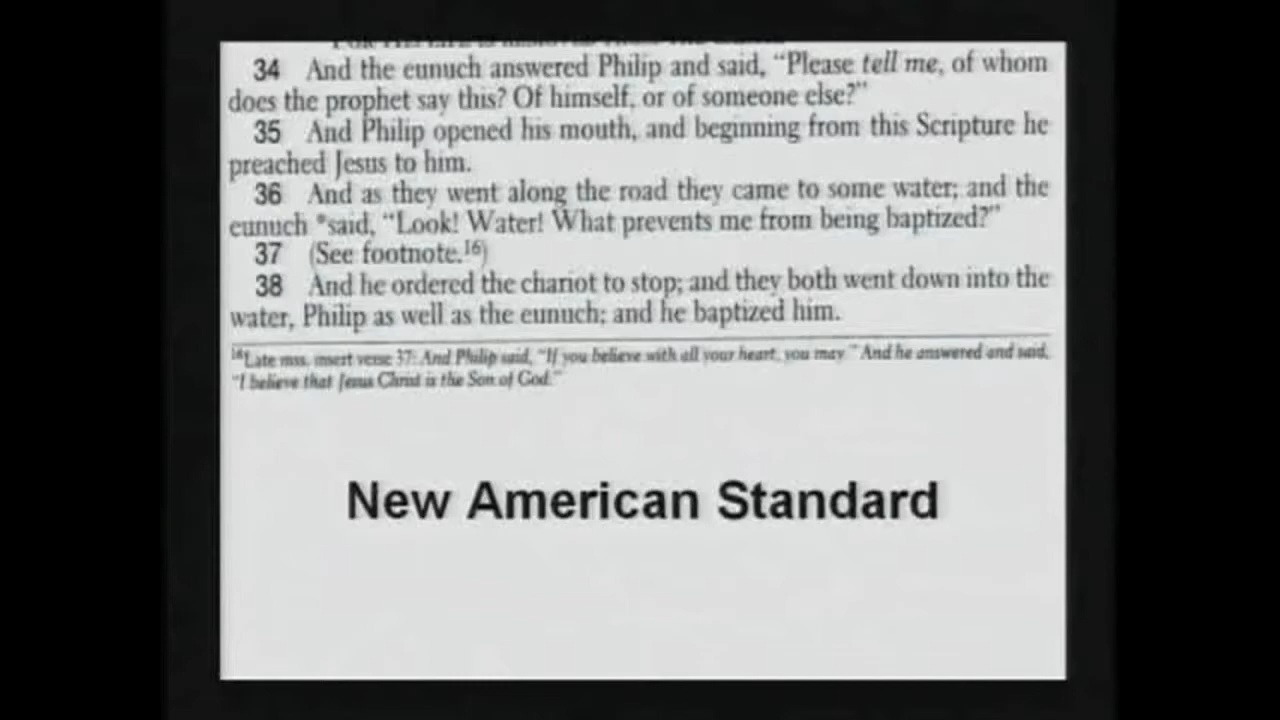 34 And the eunuch answered Philip and said, “Please tell me, of whom
does the prophet say this? Of himself, or of someone else?”
35 And Philip opened his mouth, and beginning from this Scripture he
preached Jesus to him.
36 And as they went along the road they came to some water; and the
eunuch *said, “Look! Water! What prevents me from being baptized?”
37 (See footnote.16)
38 And he ordered the chariot to stop; and they both went down into the
water, Philip as well as the eunuch; and he baptized him.
16Late mss. insert verse 37: And Philip said, “If you believe with all your heart, you may.” And he answered and said,
“I believe that Jesus Christ is the Son of God.”
New American Standard